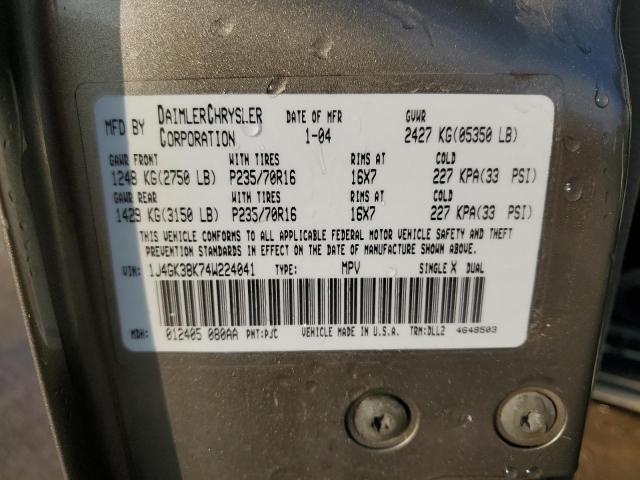 MFD BY DAIMLERCHRYSLER CORPORATION DATE OF MFR 1-04 GVWR 2427 KG(05350 LB)
GAWR FRONT WITH TIRES RIMS AT COLD
1248 KG(2750 LB) P235/70R16 16X7 227 KPA(33 PSI)
GAWR REAR WITH TIRES RIMS AT COLD
1429 KG(3150 LB) P235/70R16 16X7 227 KPA(33 PSI)
THIS VEHICLE CONFORMS TO ALL APPLICABLE FEDERAL MOTOR VEHICLE SAFETY AND THEFT
PREVENTION STANDARDS IN EFFECT ON THE DATE OF MANUFACTURE SHOWN ABOVE.
VIN: 1J4GK38K74W224041 TYPE: MPV SINGLE X DUAL
MDH: 012405 080AA PNT:PJC VEHICLE MADE IN U.S.A. TRM:DLL2 4648503